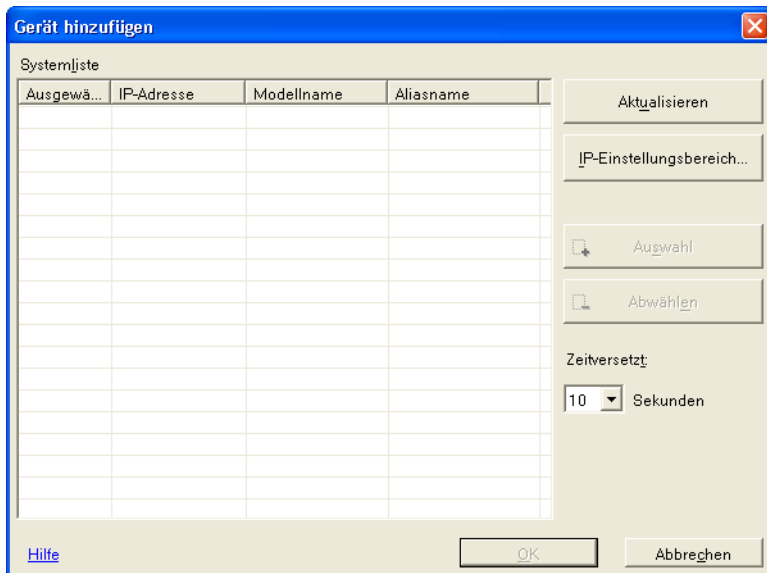 Gerät hinzufügen
Systemliste
Ausgewä... IP-Adresse Modellname Aliasname
Aktualisieren
IP-Einstellungsbereich...
Auswahl
Abwählen
Zeitversetzt:
10 Sekunden
Hilfe OK Abbrechen